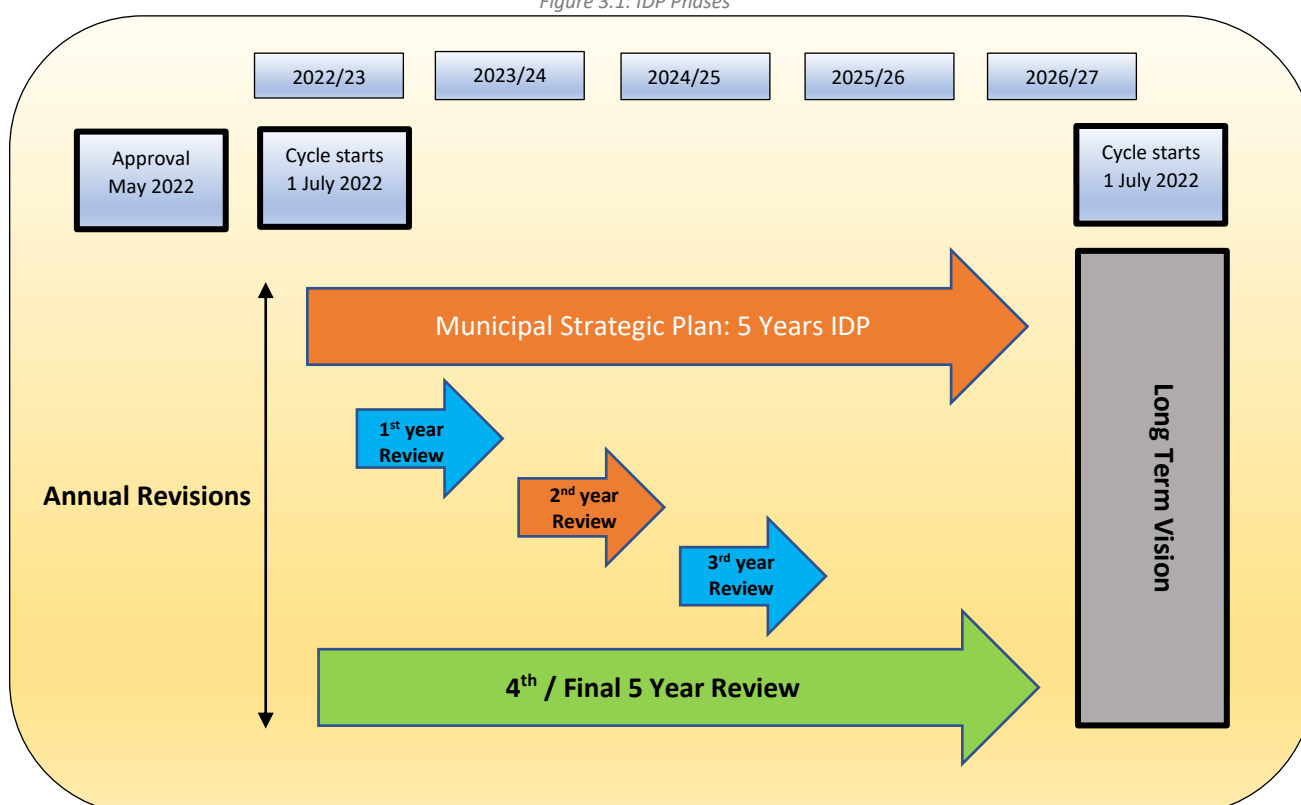 Figure 3.1: IDP Phases
2022/23
2023/24
2024/25
2025/26
2026/27
Approval
May 2022
Cycle starts
1 July 2022
Cycle starts
1 July 2022
Municipal Strategic Plan: 5 Years IDP
1st year
Review
Annual Revisions
2nd year
Review
3rd year
Review
4th / Final 5 Year Review
Long Term Vision